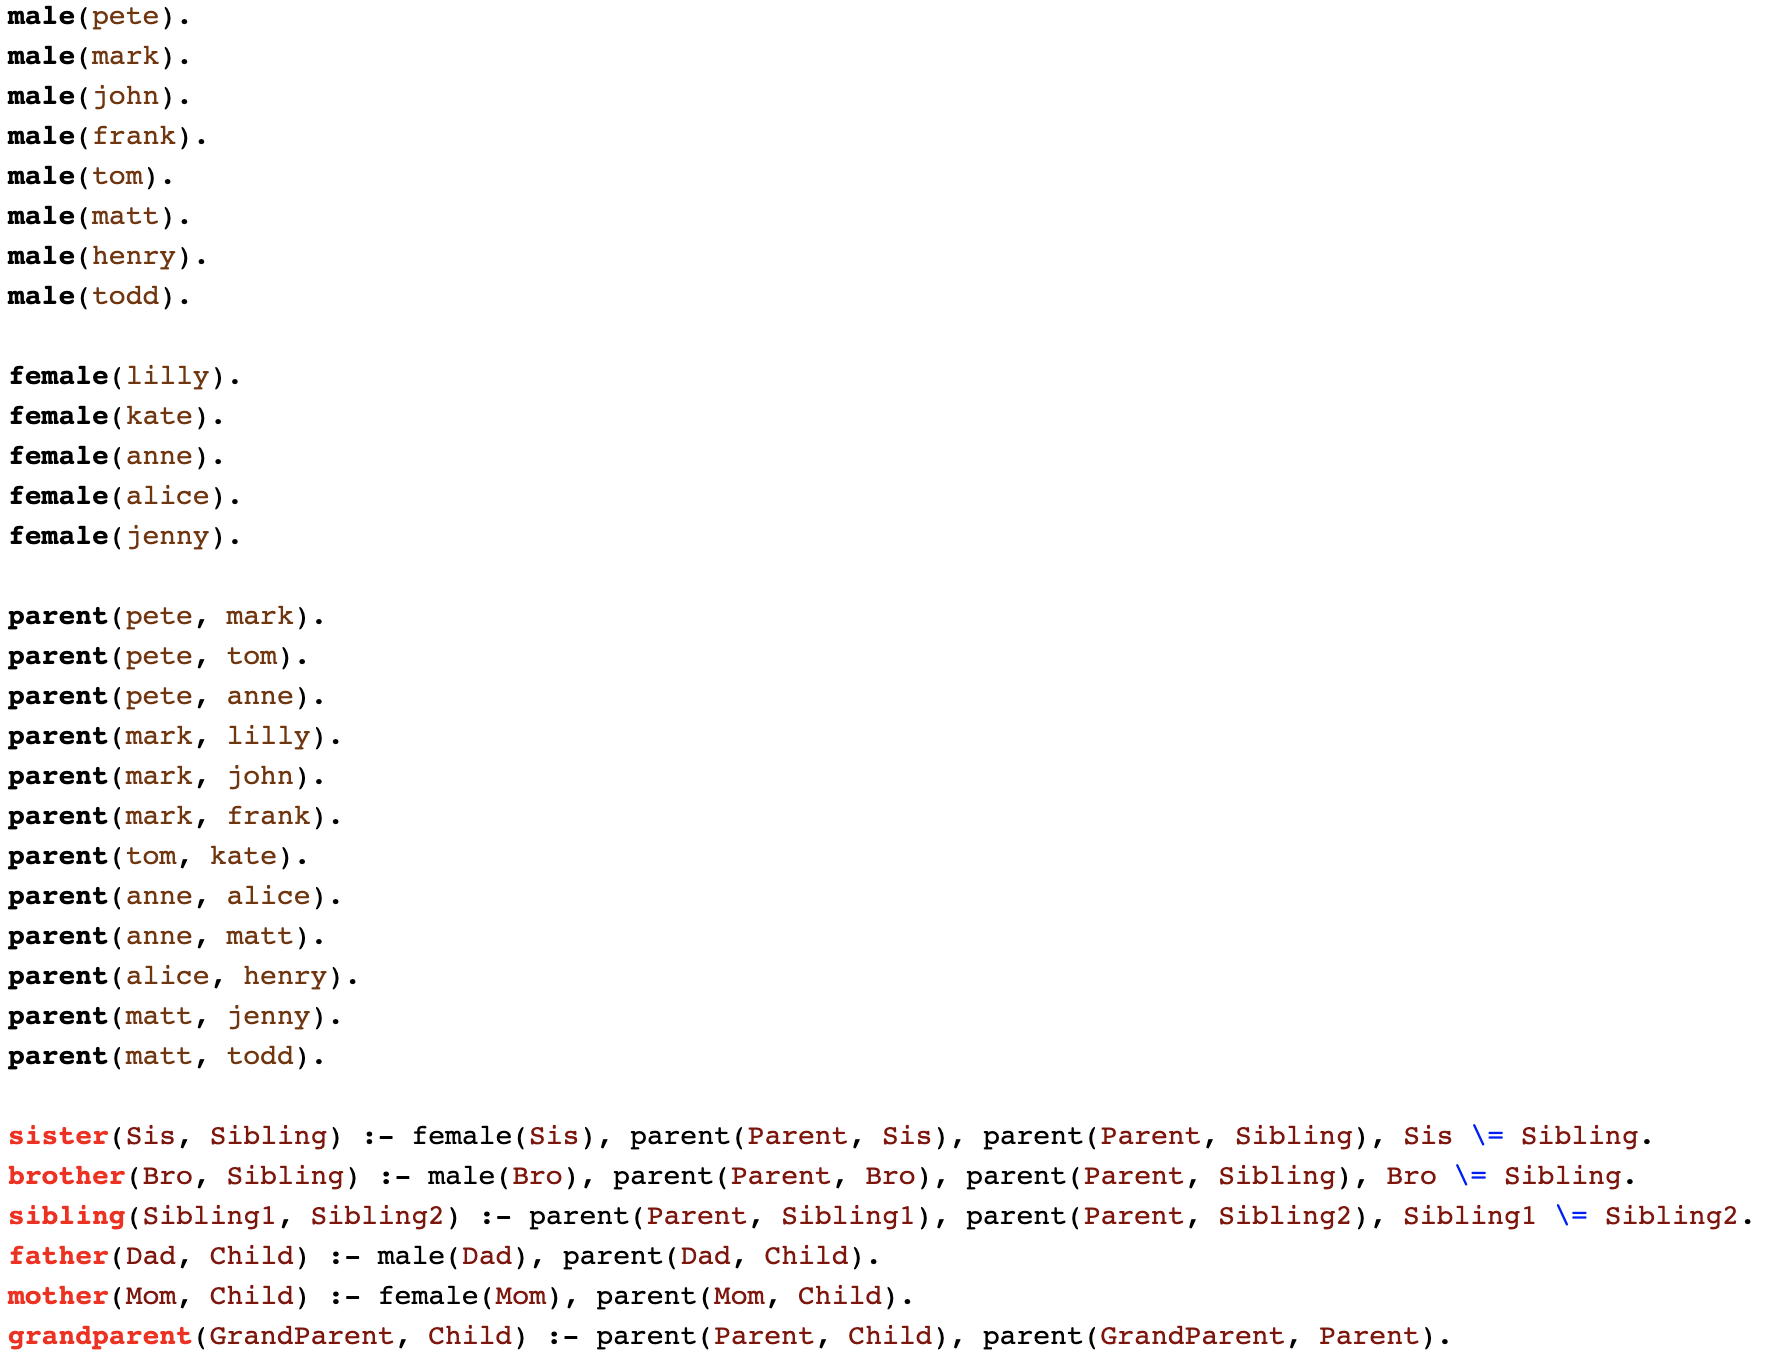 male(pete).
male(mark).
male(john).
male(frank).
male(tom).
male(matt).
male(henry).
male(todd).
female(lilly).
female(kate).
female(anne).
female(alice).
female(jenny).
parent(pete, mark).
parent(pete, tom).
parent(pete, anne).
parent(mark, lilly).
parent(mark, john).
parent(mark, frank).
parent(tom, kate).
parent(anne, alice).
parent(anne, matt).
parent(alice, henry).
parent(matt, jenny).
parent(matt, todd).
sister(Sis, Sibling) :- female(Sis), parent(Parent, Sis), parent(Parent, Sibling), Sis \= Sibling.
brother(Bro, Sibling) :- male(Bro), parent(Parent, Bro), parent(Parent, Sibling), Bro \= Sibling.
sibling(Sibling1, Sibling2) :- parent(Parent, Sibling1), parent(Parent, Sibling2), Sibling1 \= Sibling2.
father(Dad, Child) :- male(Dad), parent(Dad, Child).
mother(Mom, Child) :- female(Mom), parent(Mom, Child).
grandparent(GrandParent, Child) :- parent(Parent, Child), parent(GrandParent, Parent).